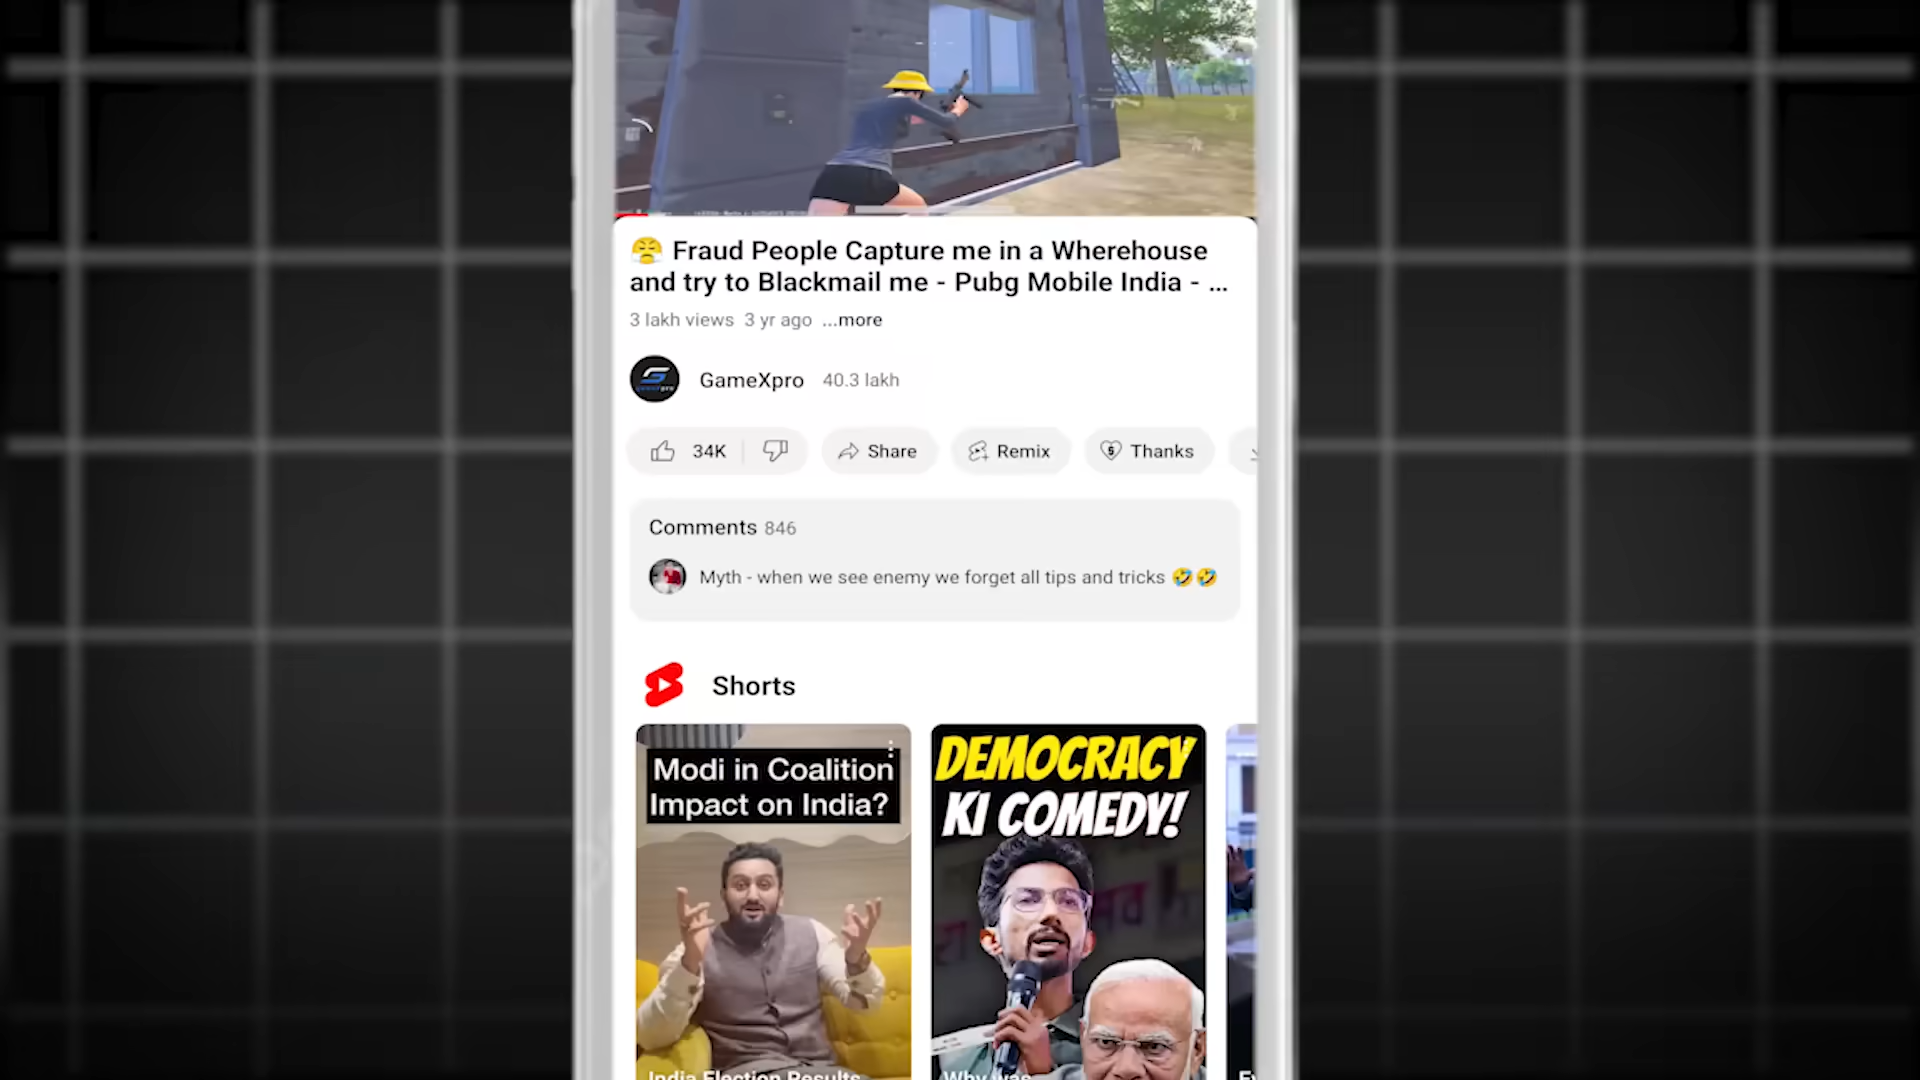 😤 Fraud People Capture me in a Wherehouse
and try to Blackmail me - Pubg Mobile India - ...
3 lakh views 3 yr ago ...more
GameXpro 40.3 lakh
34K Share Remix Thanks
Comments 846
Myth - when we see enemy we forget all tips and tricks 🤣🤣
Shorts
Modi in Coalition
Impact on India?
DEMOCRACY
KI COMEDY!
India Election Results
Why was